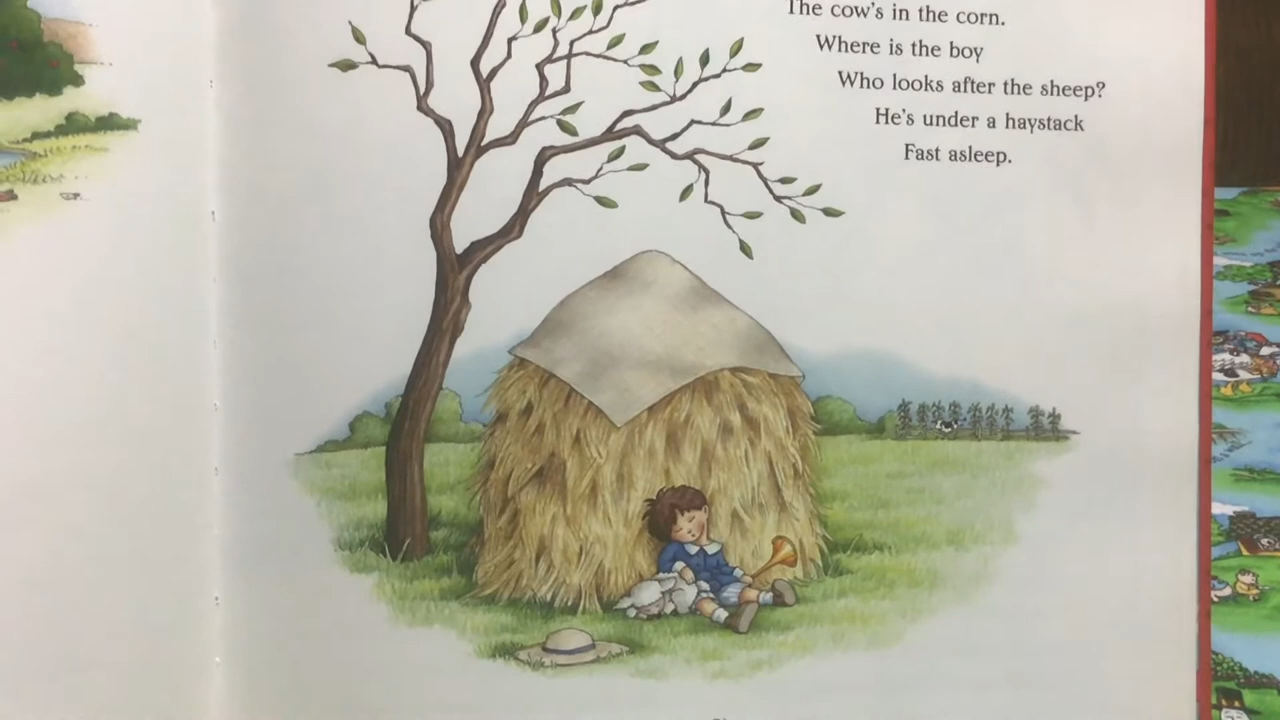 The cow's in the corn.
Where is the boy
Who looks after the sheep?
He's under a haystack
Fast asleep.